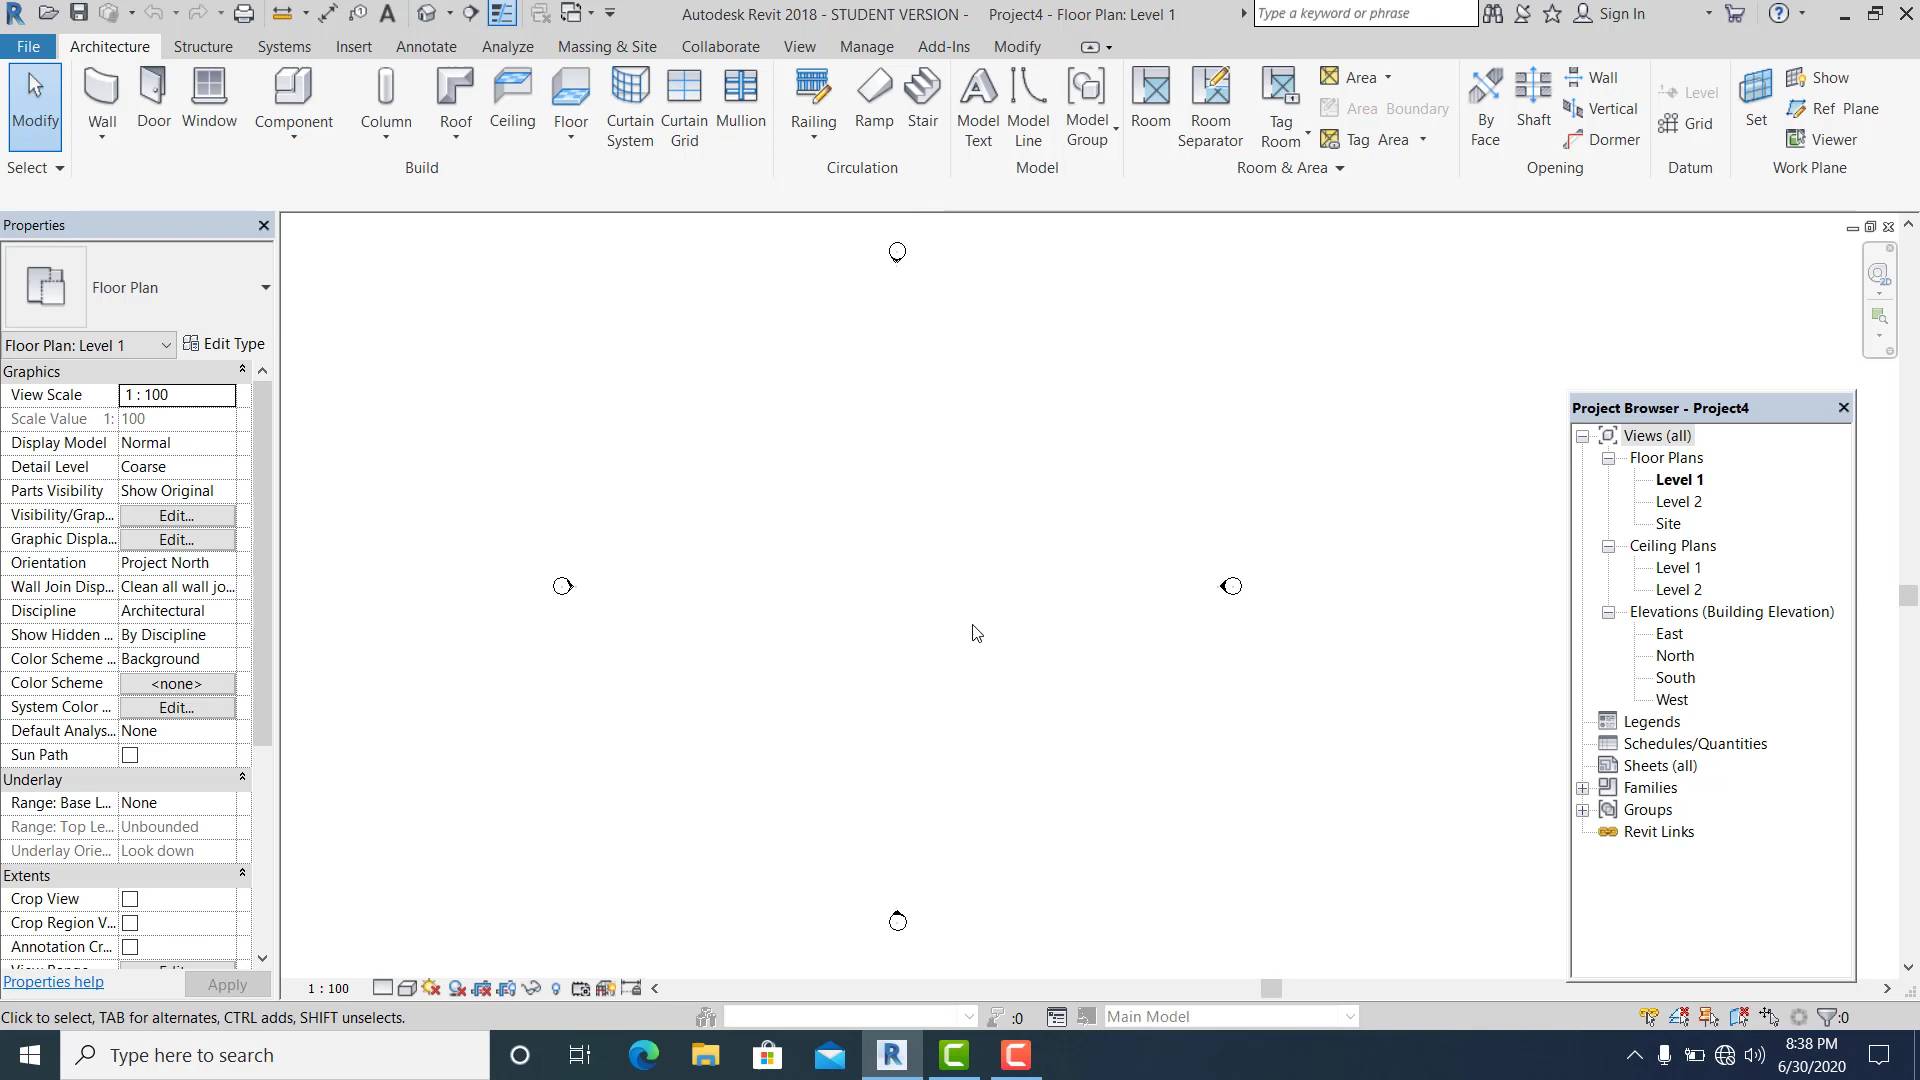 Autodesk Revit 2018 - STUDENT VERSION - Project4 - Floor Plan: Level 1
Type a keyword or phrase
Sign In
File Architecture Structure Systems Insert Annotate Analyze Massing & Site Collaborate View Manage Add-Ins Modify
Modify
Wall
Door
Window
Component
Column
Roof
Ceiling
Floor
Curtain System
Curtain Grid
Mullion
Railing
Ramp
Stair
Model Text
Model Line
Model Group
Room
Room Separator
Tag Room
Area
Area Boundary
Tag Area
By Face
Shaft
Wall
Vertical
Dormer
Level
Grid
Set
Show
Ref Plane
Viewer
Select Build Circulation Model Room & Area Opening Datum Work Plane
Properties
Floor Plan
Floor Plan: Level 1 Edit Type
Graphics
View Scale 1 : 100
Scale Value 1: 100
Display Model Normal
Detail Level Coarse
Parts Visibility Show Original
Visibility/Grap... Edit...
Graphic Displa... Edit...
Orientation Project North
Wall Join Disp... Clean all wall jo...
Discipline Architectural
Show Hidden ... By Discipline
Color Scheme ... Background
Color Scheme <none>
System Color ... Edit...
Default Analys... None
Sun Path
Underlay
Range: Base L... None
Range: Top Le... Unbounded
Underlay Orie... Look down
Extents
Crop View
Crop Region V...
Annotation Cr...
Properties help Apply
2D
Project Browser - Project4
Views (all)
Floor Plans
Level 1
Level 2
Site
Ceiling Plans
Level 1
Level 2
Elevations (Building Elevation)
East
North
South
West
Legends
Schedules/Quantities
Sheets (all)
Families
Groups
Revit Links
1 : 100
Click to select, TAB for alternates, CTRL adds, SHIFT unselects.
:0
Main Model
:0
Type here to search
8:38 PM
6/30/2020